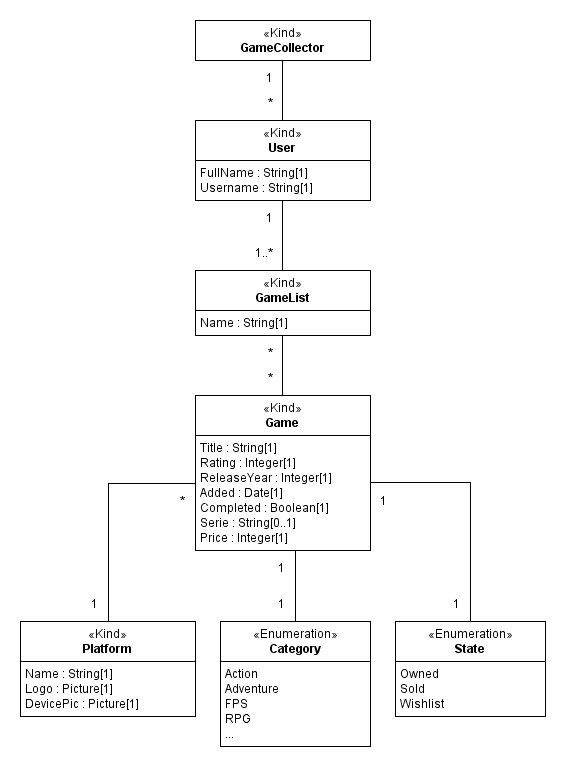 «Kind»
GameCollector
1
*
«Kind»
User
FullName : String[1]
Username : String[1]
1
1..*
«Kind»
GameList
Name : String[1]
*
*
«Kind»
Game
Title : String[1]
Rating : Integer[1]
ReleaseYear : Integer[1]
Added : Date[1]
Completed : Boolean[1]
Serie : String[0..1]
Price : Integer[1]
*
1
1
1
1
1
«Kind»
Platform
Name : String[1]
Logo : Picture[1]
DevicePic : Picture[1]
«Enumeration»
Category
Action
Adventure
FPS
RPG
...
«Enumeration»
State
Owned
Sold
Wishlist